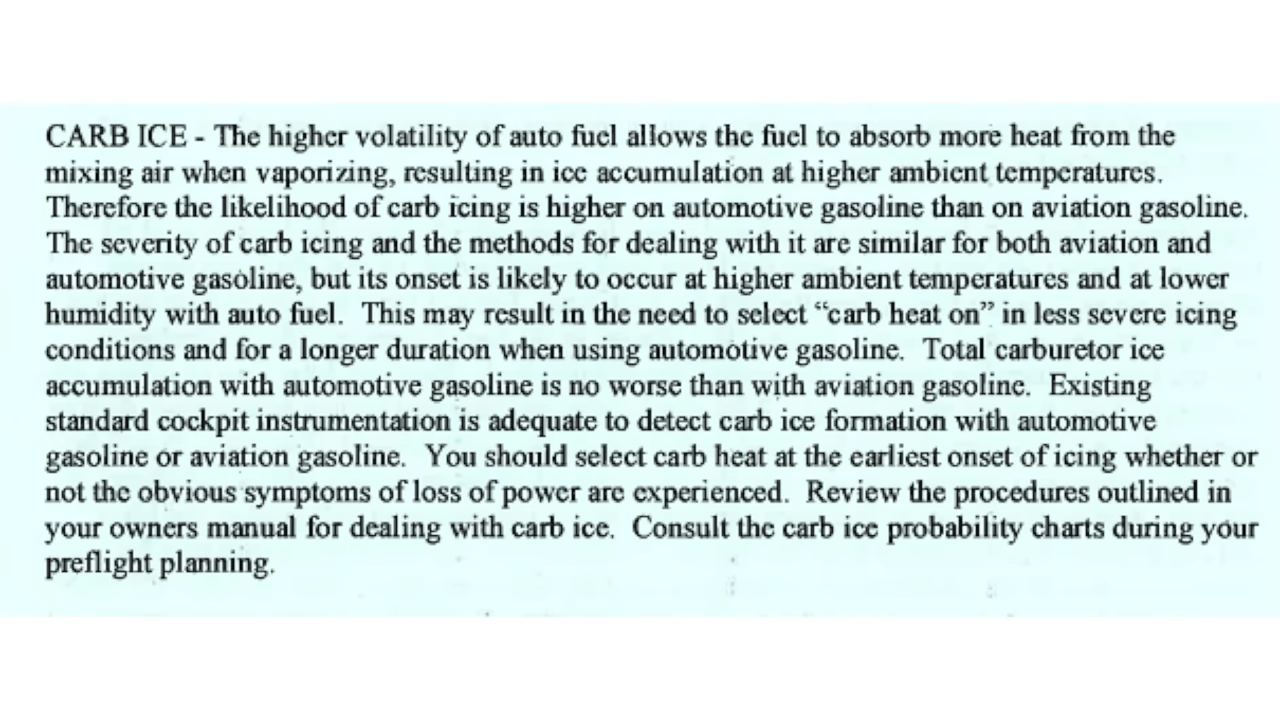 CARB ICE - The higher volatility of auto fuel allows the fuel to absorb more heat from the
mixing air when vaporizing, resulting in ice accumulation at higher ambient temperatures.
Therefore the likelihood of carb icing is higher on automotive gasoline than on aviation gasoline.
The severity of carb icing and the methods for dealing with it are similar for both aviation and
automotive gasoline, but its onset is likely to occur at higher ambient temperatures and at lower
humidity with auto fuel.  This may result in the need to select “carb heat on” in less severe icing
conditions and for a longer duration when using automotive gasoline.  Total carburetor ice
accumulation with automotive gasoline is no worse than with aviation gasoline.  Existing
standard cockpit instrumentation is adequate to detect carb ice formation with automotive
gasoline or aviation gasoline.  You should select carb heat at the earliest onset of icing whether or
not the obvious symptoms of loss of power are experienced.  Review the procedures outlined in
your owners manual for dealing with carb ice.  Consult the carb ice probability charts during your
preflight planning.